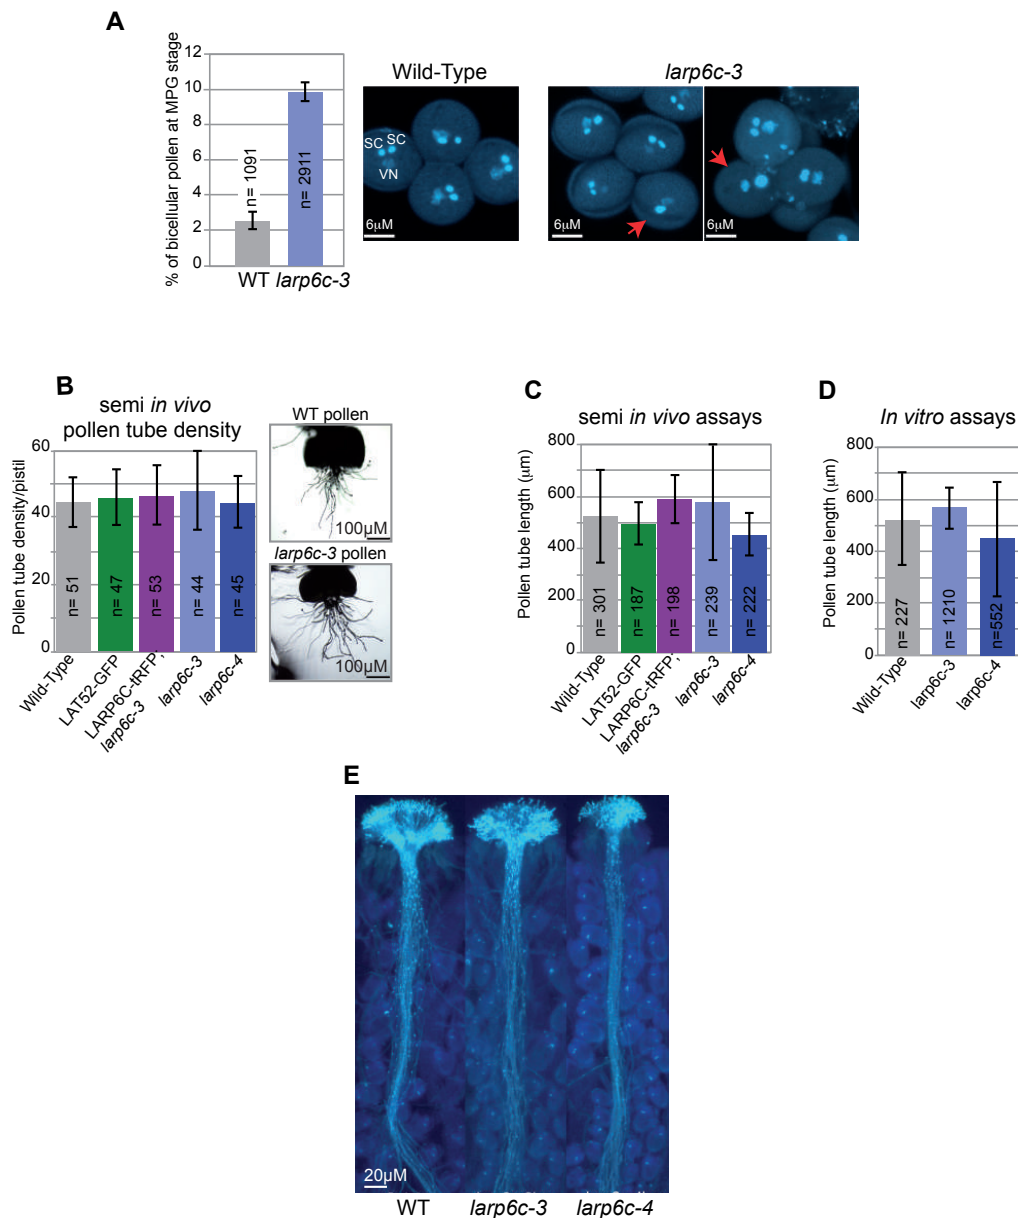 A
% of bicellular pollen at MPG stage
12
10
8
6
4
2
0
n= 1091
n= 2911
WT larp6c-3
Wild-Type
SC SC
VN
6µM
larp6c-3
6µM
6µM
B
semi in vivo
pollen tube density
Pollen tube density/pistil
60
40
20
0
n= 51
n= 47
n= 53
n= 44
n= 45
Wild-Type
LAT52-GFP
LARP6C-tRFP;
larp6c-3
larp6c-3
larp6c-4
WT pollen
100µM
larp6c-3 pollen
100µM
C
semi in vivo assays
Pollen tube length (µm)
800
600
400
200
0
n= 301
n= 187
n= 198
n= 239
n= 222
Wild-Type
LAT52-GFP
LARP6C-tRFP;
larp6c-3
larp6c-3
larp6c-4
D
In vitro assays
Pollen tube length (µm)
800
600
400
200
0
n= 227
n= 1210
n=552
Wild-Type
larp6c-3
larp6c-4
E
20µM
WT larp6c-3 larp6c-4